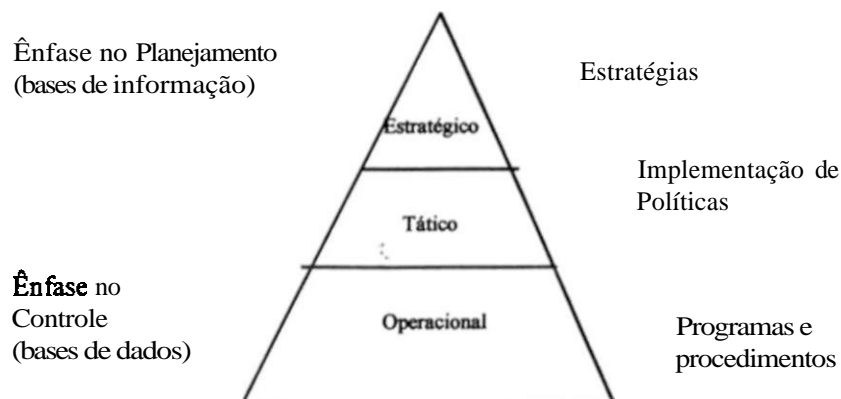 Ênfase no Planejamento
(bases de informação)
Estratégias
Estratégico
Implementação de
Políticas
Tático
Ênfase no
Controle
(bases de dados)
Operacional
Programas e
procedimentos